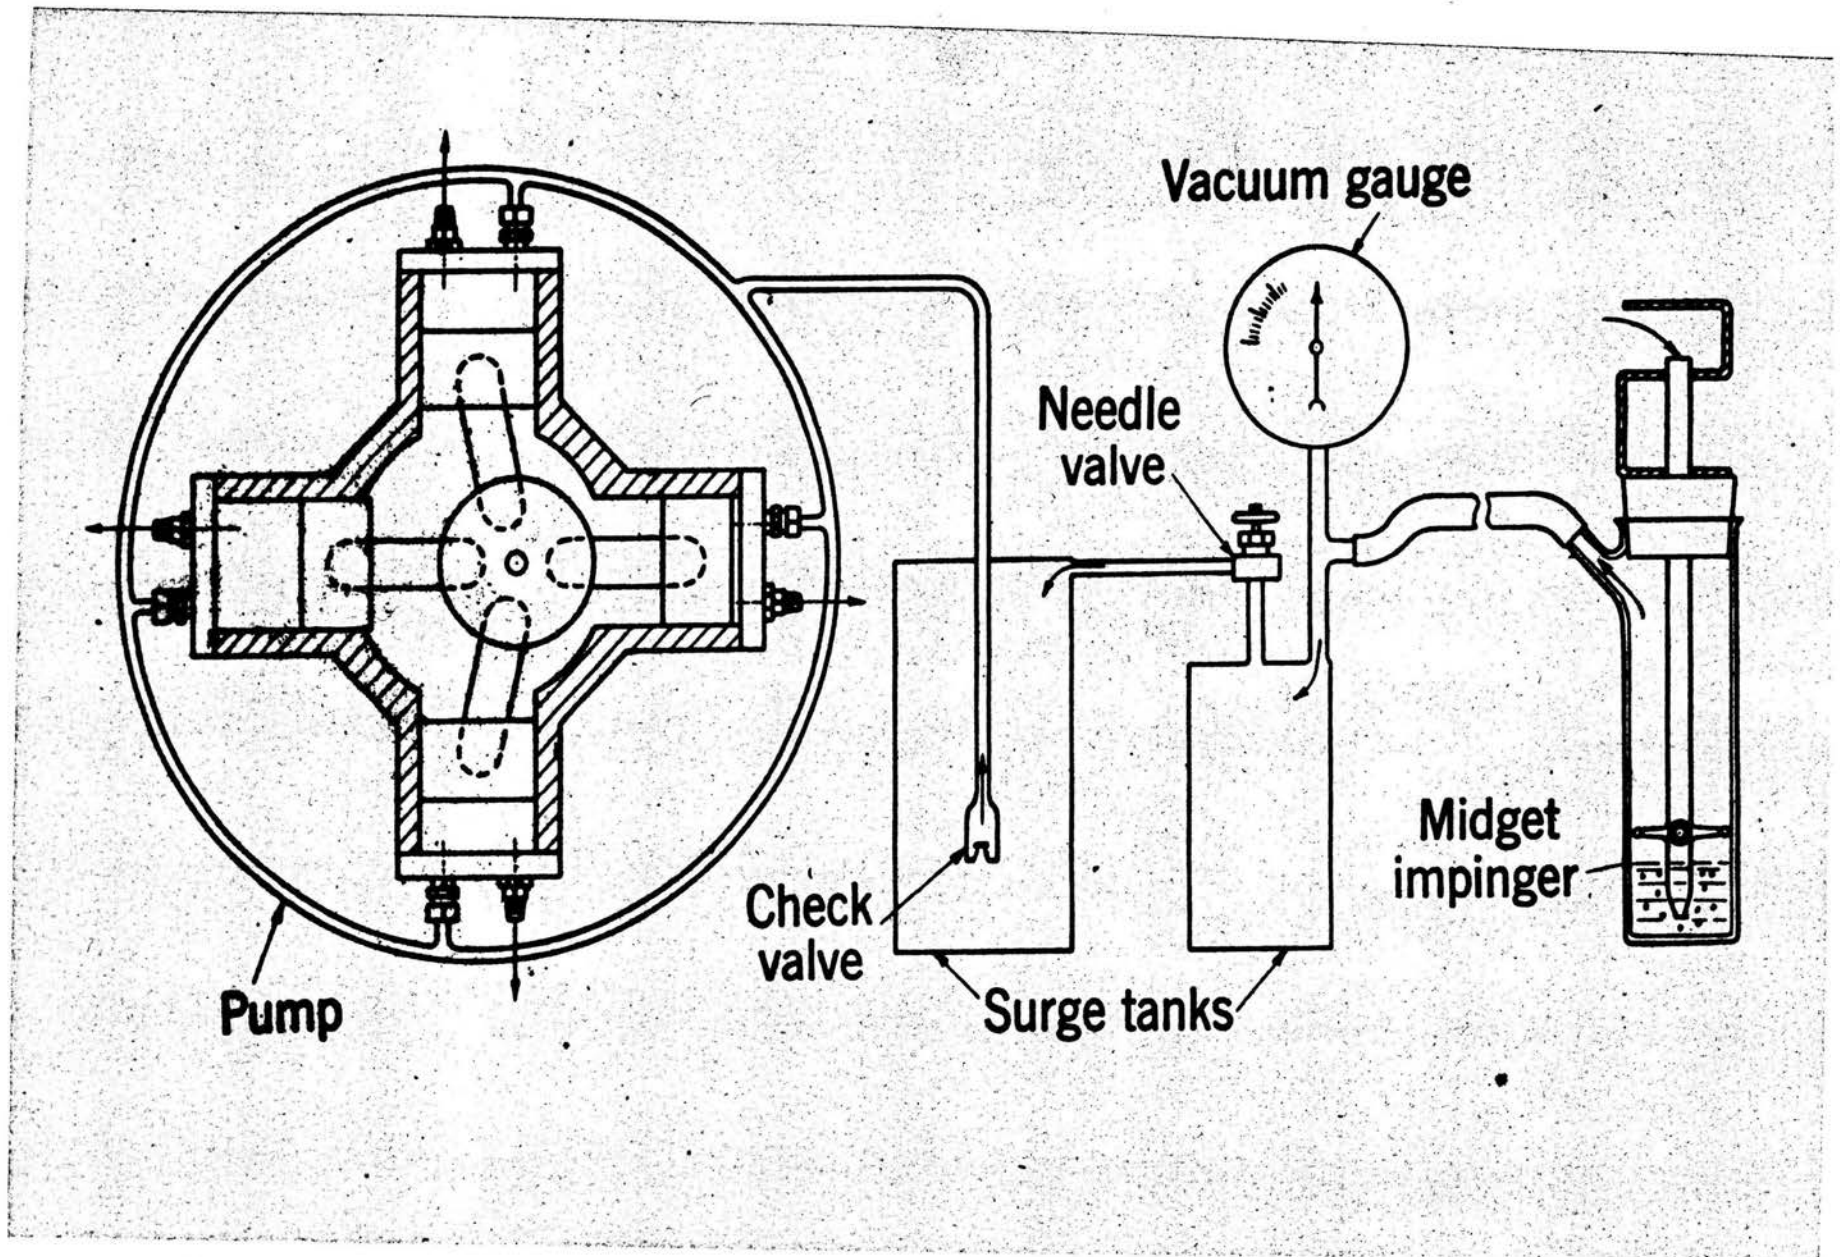 Vacuum gauge
Needle
valve
Midget
impinger
Check
valve
Surge tanks
Pump